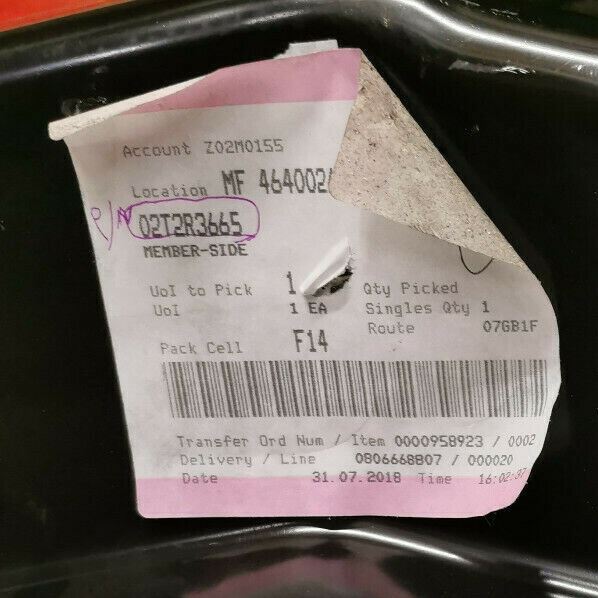 Account Z02M0155
Location MF 464002
P/N 02T2R3665
MEMBER-SIDE
UoI to Pick 1 Qty Picked
UoI 1 EA Singles Qty 1
Route 07GB1F
Pack Cell F14
Transfer Ord Num / Item 0000958923 / 0002
Delivery / Line 0806668807 / 000020
Date 31.07.2018 Time 16:02:37